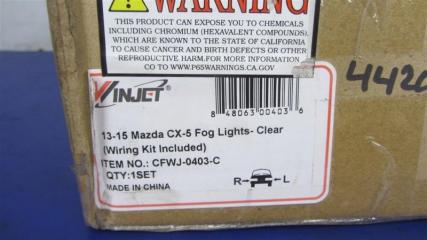 WARNING
THIS PRODUCT CAN EXPOSE YOU TO CHEMICALS
INCLUDING CHROMIUM (HEXAVALENT COMPOUNDS),
WHICH ARE KNOWN TO THE STATE OF CALIFORNIA
TO CAUSE CANCER AND BIRTH DEFECTS OR OTHER
REPRODUCTIVE HARM.FOR MORE INFORMATION
GO TO WWW.P65WARNINGS.CA.GOV
WINJET
8 48063 00403 6
4420
13-15 Mazda CX-5 Fog Lights- Clear
(Wiring Kit Included)
ITEM NO.: CFWJ-0403-C
QTY:1SET
MADE IN CHINA
R L